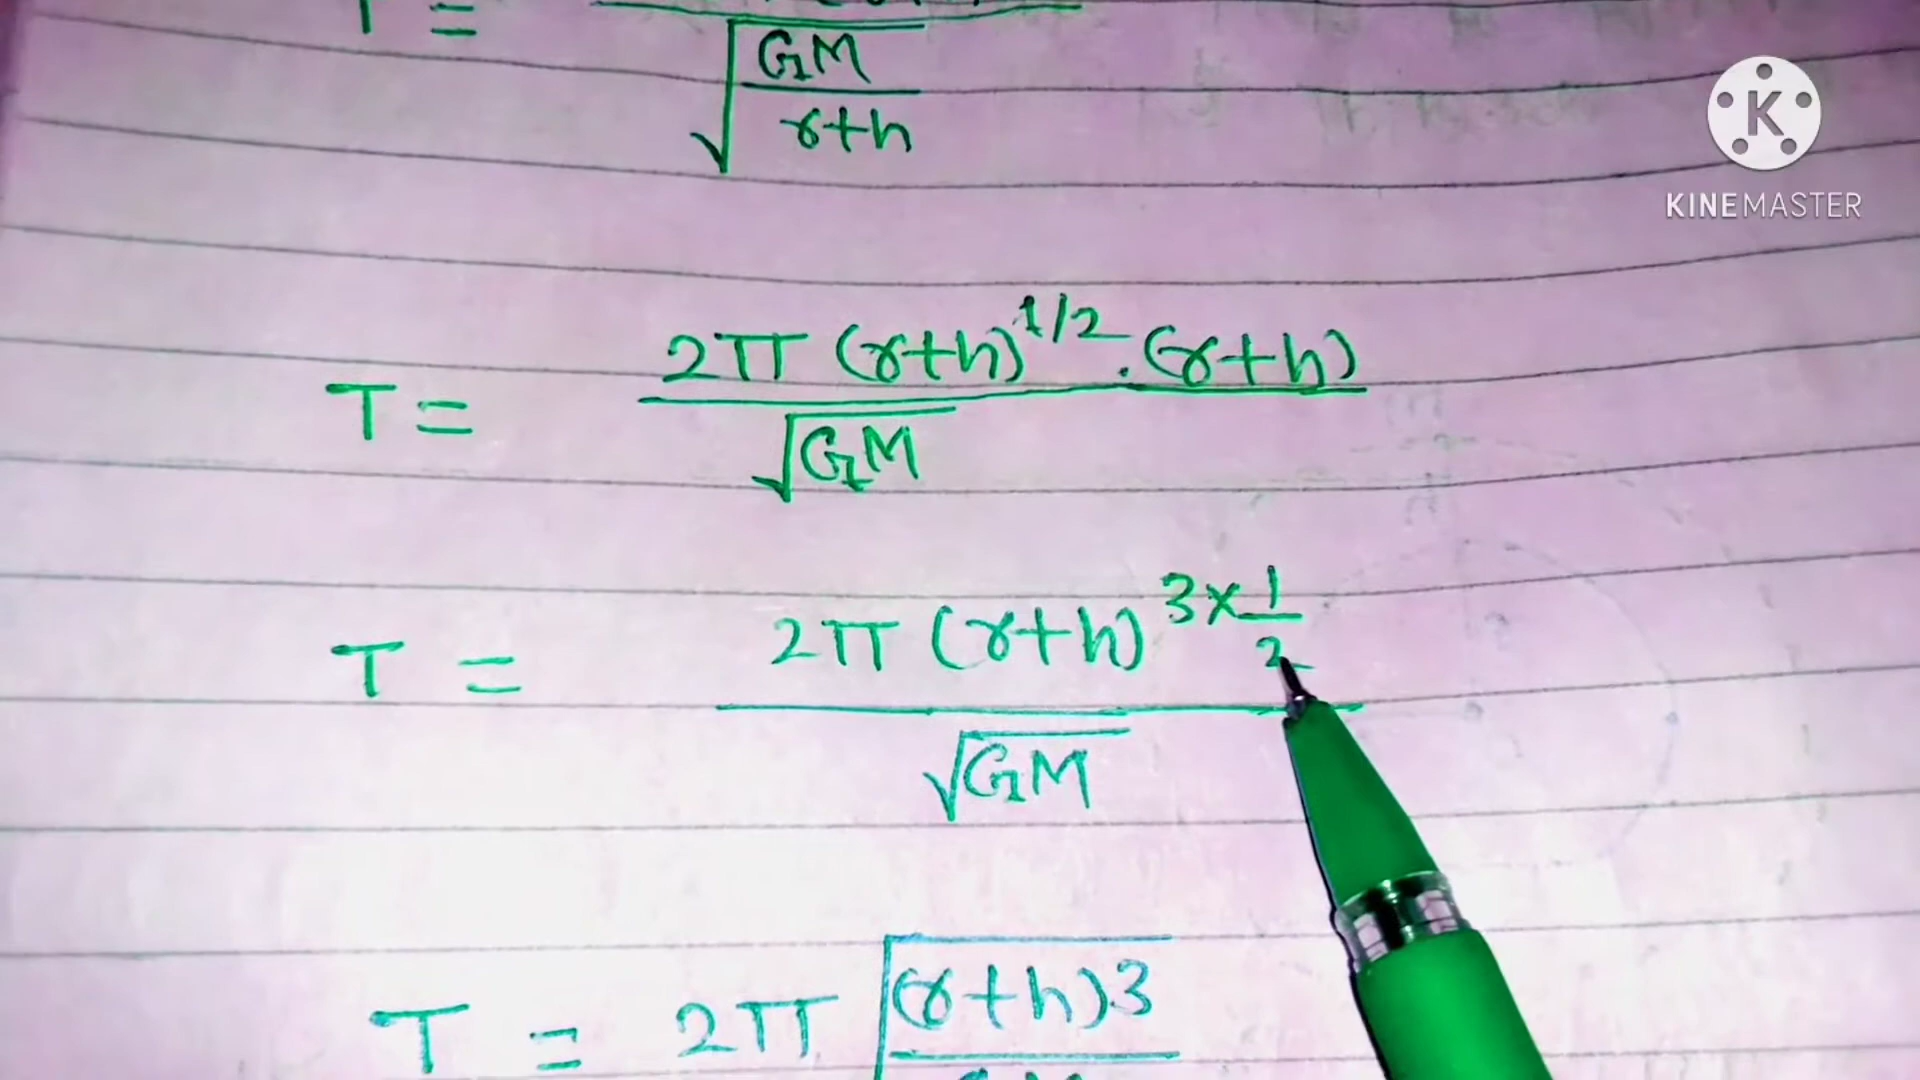 T =
√GM/r+h
K
KINEMASTER
T = 2π (r+h)^1/2 . (r+h) / √GM
T = 2π (r+h)^3×1/2 / √GM
T = 2π √(r+h)3